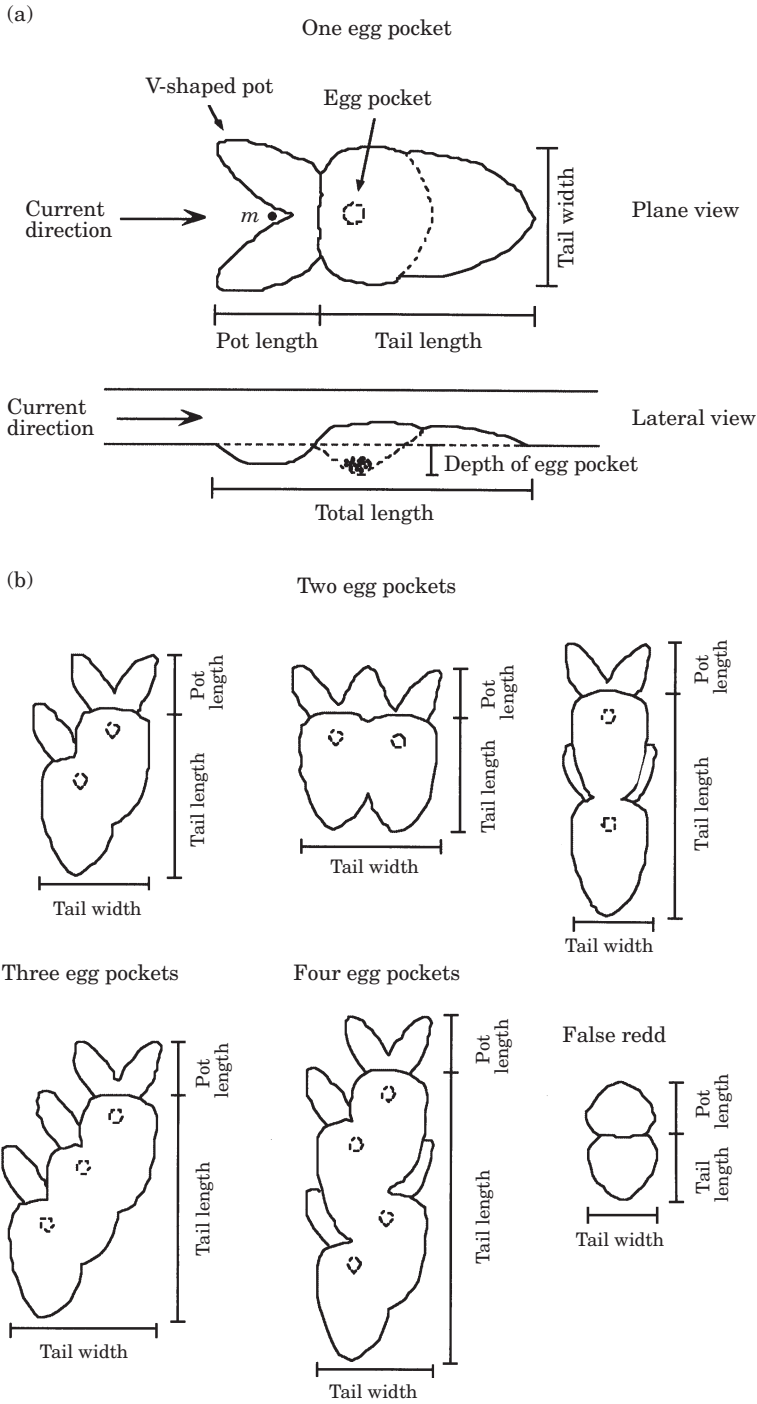 (a)
One egg pocket
V-shaped pot
Egg pocket
Current
direction
m
Tail width
Plane view
Pot length
Tail length
Current
direction
Lateral view
Depth of egg pocket
Total length
(b)
Two egg pockets
Pot
length
Tail length
Tail width
Pot
length
Tail length
Tail width
Pot
length
Tail length
Tail width
Three egg pockets
Pot
length
Tail length
Tail width
Four egg pockets
Pot
length
Tail length
Tail width
False redd
Pot
length
Tail
length
Tail width